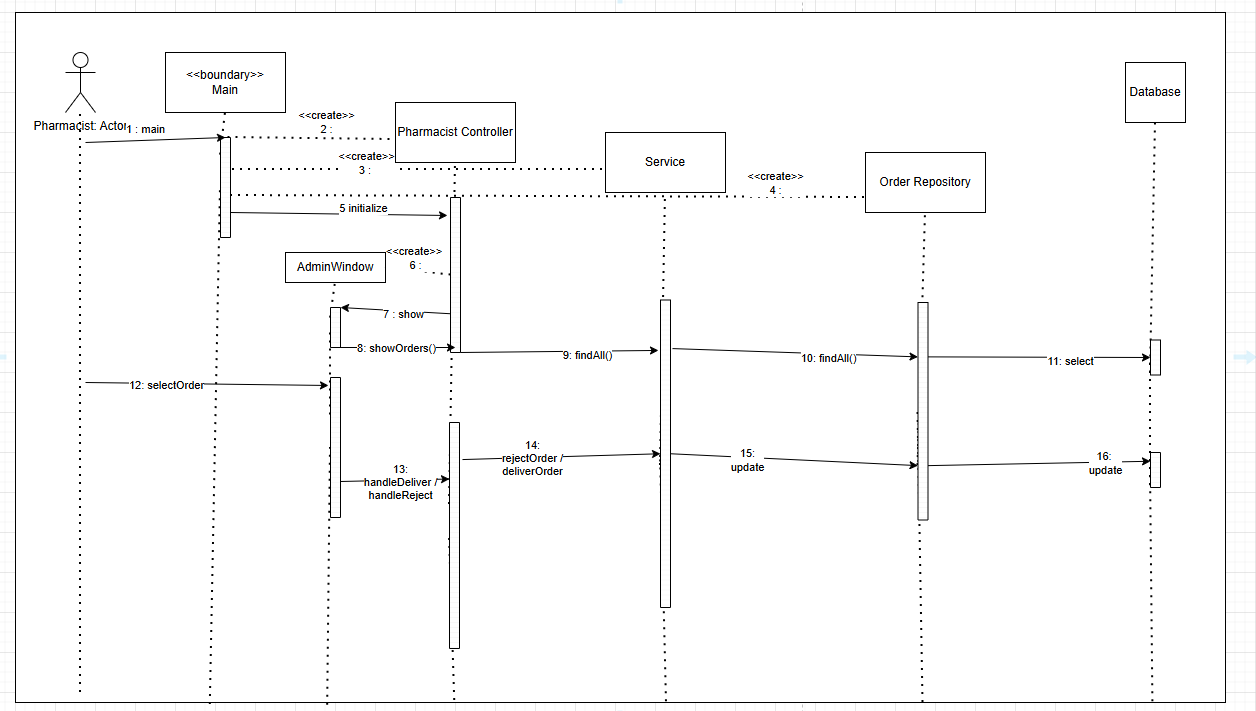 <<boundary>>
Main
Database
Pharmacist: Actor
1 : main
<<create>>
2 :
Pharmacist Controller
<<create>>
3 :
Service
<<create>>
4 :
Order Repository
5 initialize
<<create>>
6 :
AdminWindow
7 : show
8: showOrders()
9: findAll()
10: findAll()
11: select
12: selectOrder
13:
handleDeliver /
handleReject
14:
rejectOrder /
deliverOrder
15:
update
16:
update